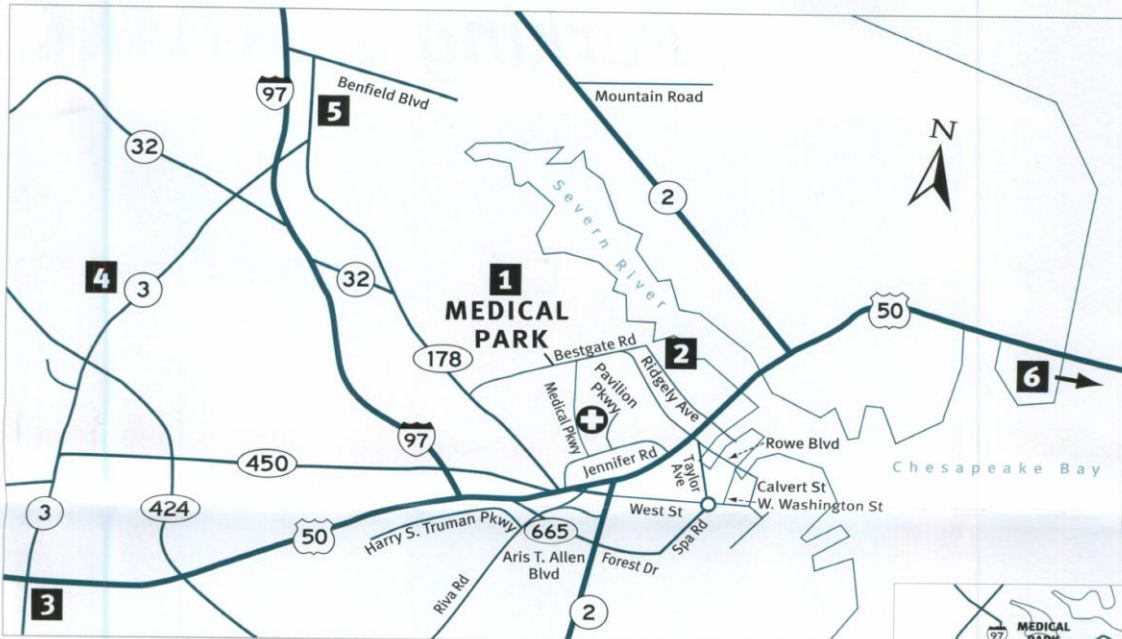 97
Benfield Blvd
5
Mountain Road
32
N
2
Severn River
4
3
32
1
MEDICAL
PARK
50
Bestgate Rd
2
178
Pavilion
Pkwy
Ridgely Ave
6
Medical Pkwy
97
Rowe Blvd
Jennifer Rd
450
Taylor
Ave
Chesapeake Bay
Calvert St
W. Washington St
3
424
West St
50
Harry S. Truman Pkwy
665
Spa Rd
Aris T. Allen
Blvd
Forest Dr
3
Riva Rd
2
97
MEDICAL